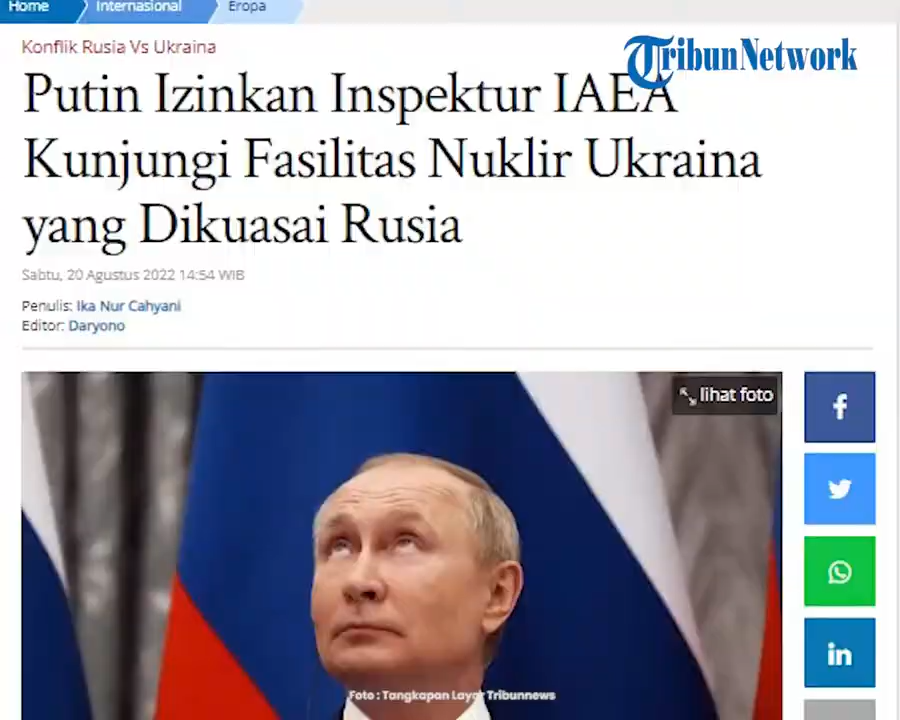 Home Internasional Eropa
Konflik Rusia Vs Ukraina
TribunNetwork
Putin Izinkan Inspektur IAEA
Kunjungi Fasilitas Nuklir Ukraina
yang Dikuasai Rusia
Sabtu, 20 Agustus 2022 14:54 WIB
Penulis: Ika Nur Cahyani
Editor: Daryono
lihat foto
Foto : Tangkapan Layar Tribunnews